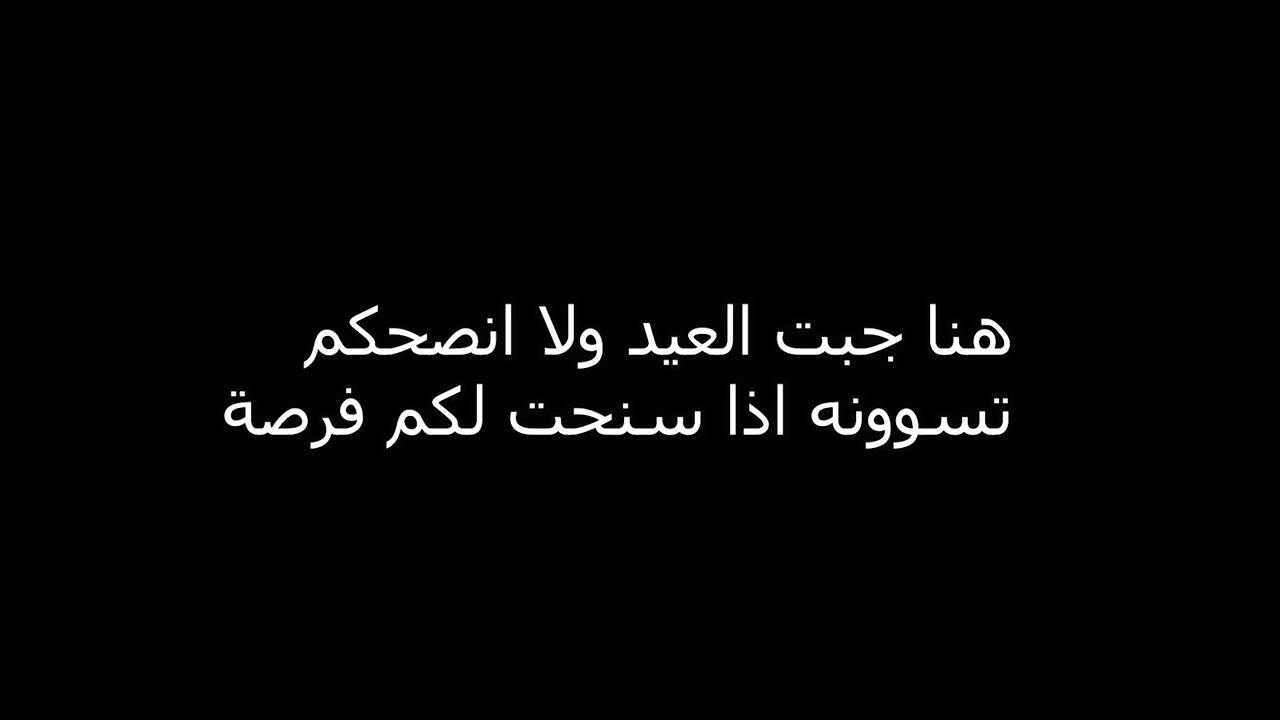 هنا جبت العيد ولا انصحكم
تسوونه اذا سنحت لكم فرصة